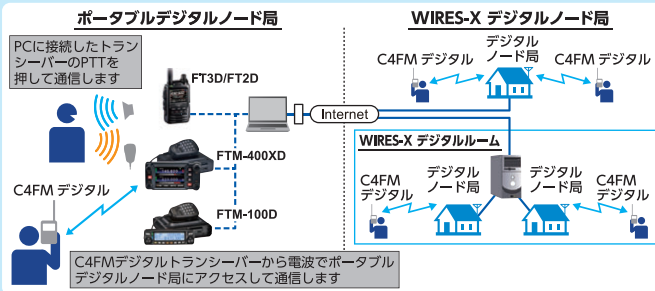 ポータブルデジタルノード局
PCに接続したトラン
シーバーのPTTを
押して通信します
FT3D/FT2D
FTM-400XD
FTM-100D
C4FM デジタル
C4FMデジタルトランシーバーから電波でポータブル
デジタルノード局にアクセスして通信します
Internet
WIRES-X デジタルノード局
C4FM デジタル
デジタル
ノード局
C4FM デジタル
WIRES-X デジタルルーム
C4FM
デジタル
デジタル
ノード局
デジタル
ノード局
C4FM
デジタル